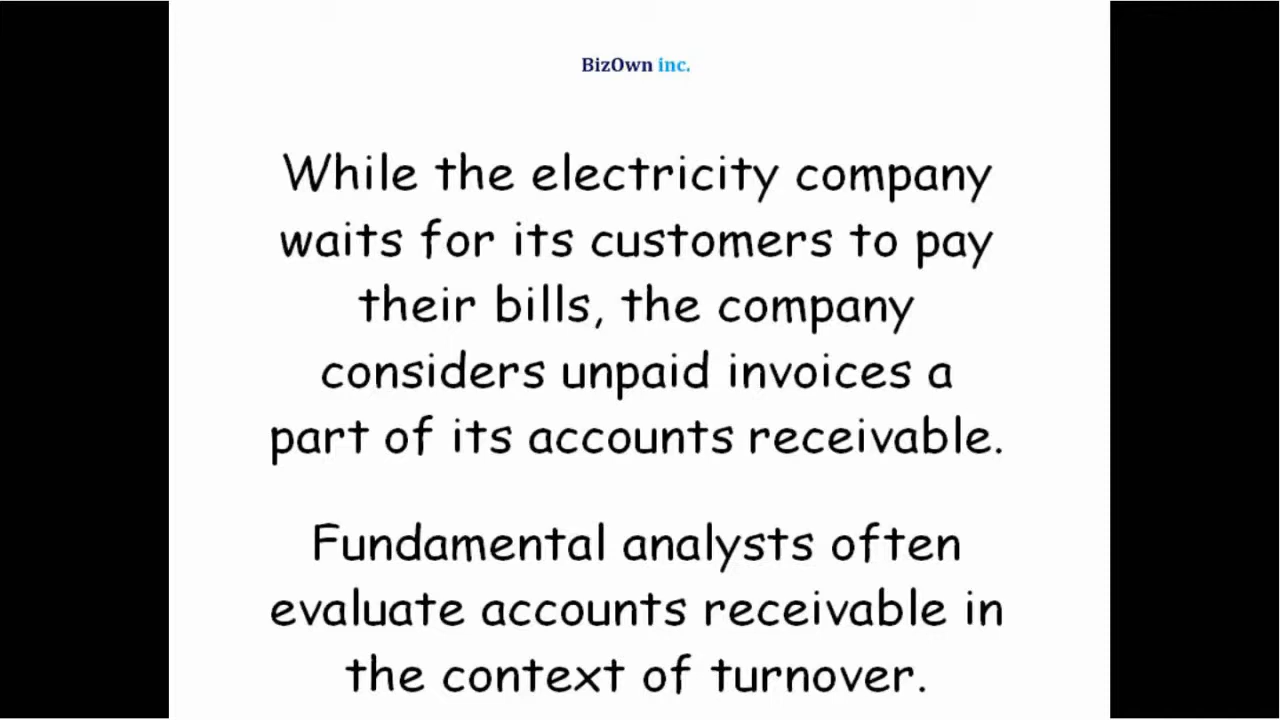 BizOwn inc.
While the electricity company
waits for its customers to pay
their bills, the company
considers unpaid invoices a
part of its accounts receivable.
Fundamental analysts often
evaluate accounts receivable in
the context of turnover.